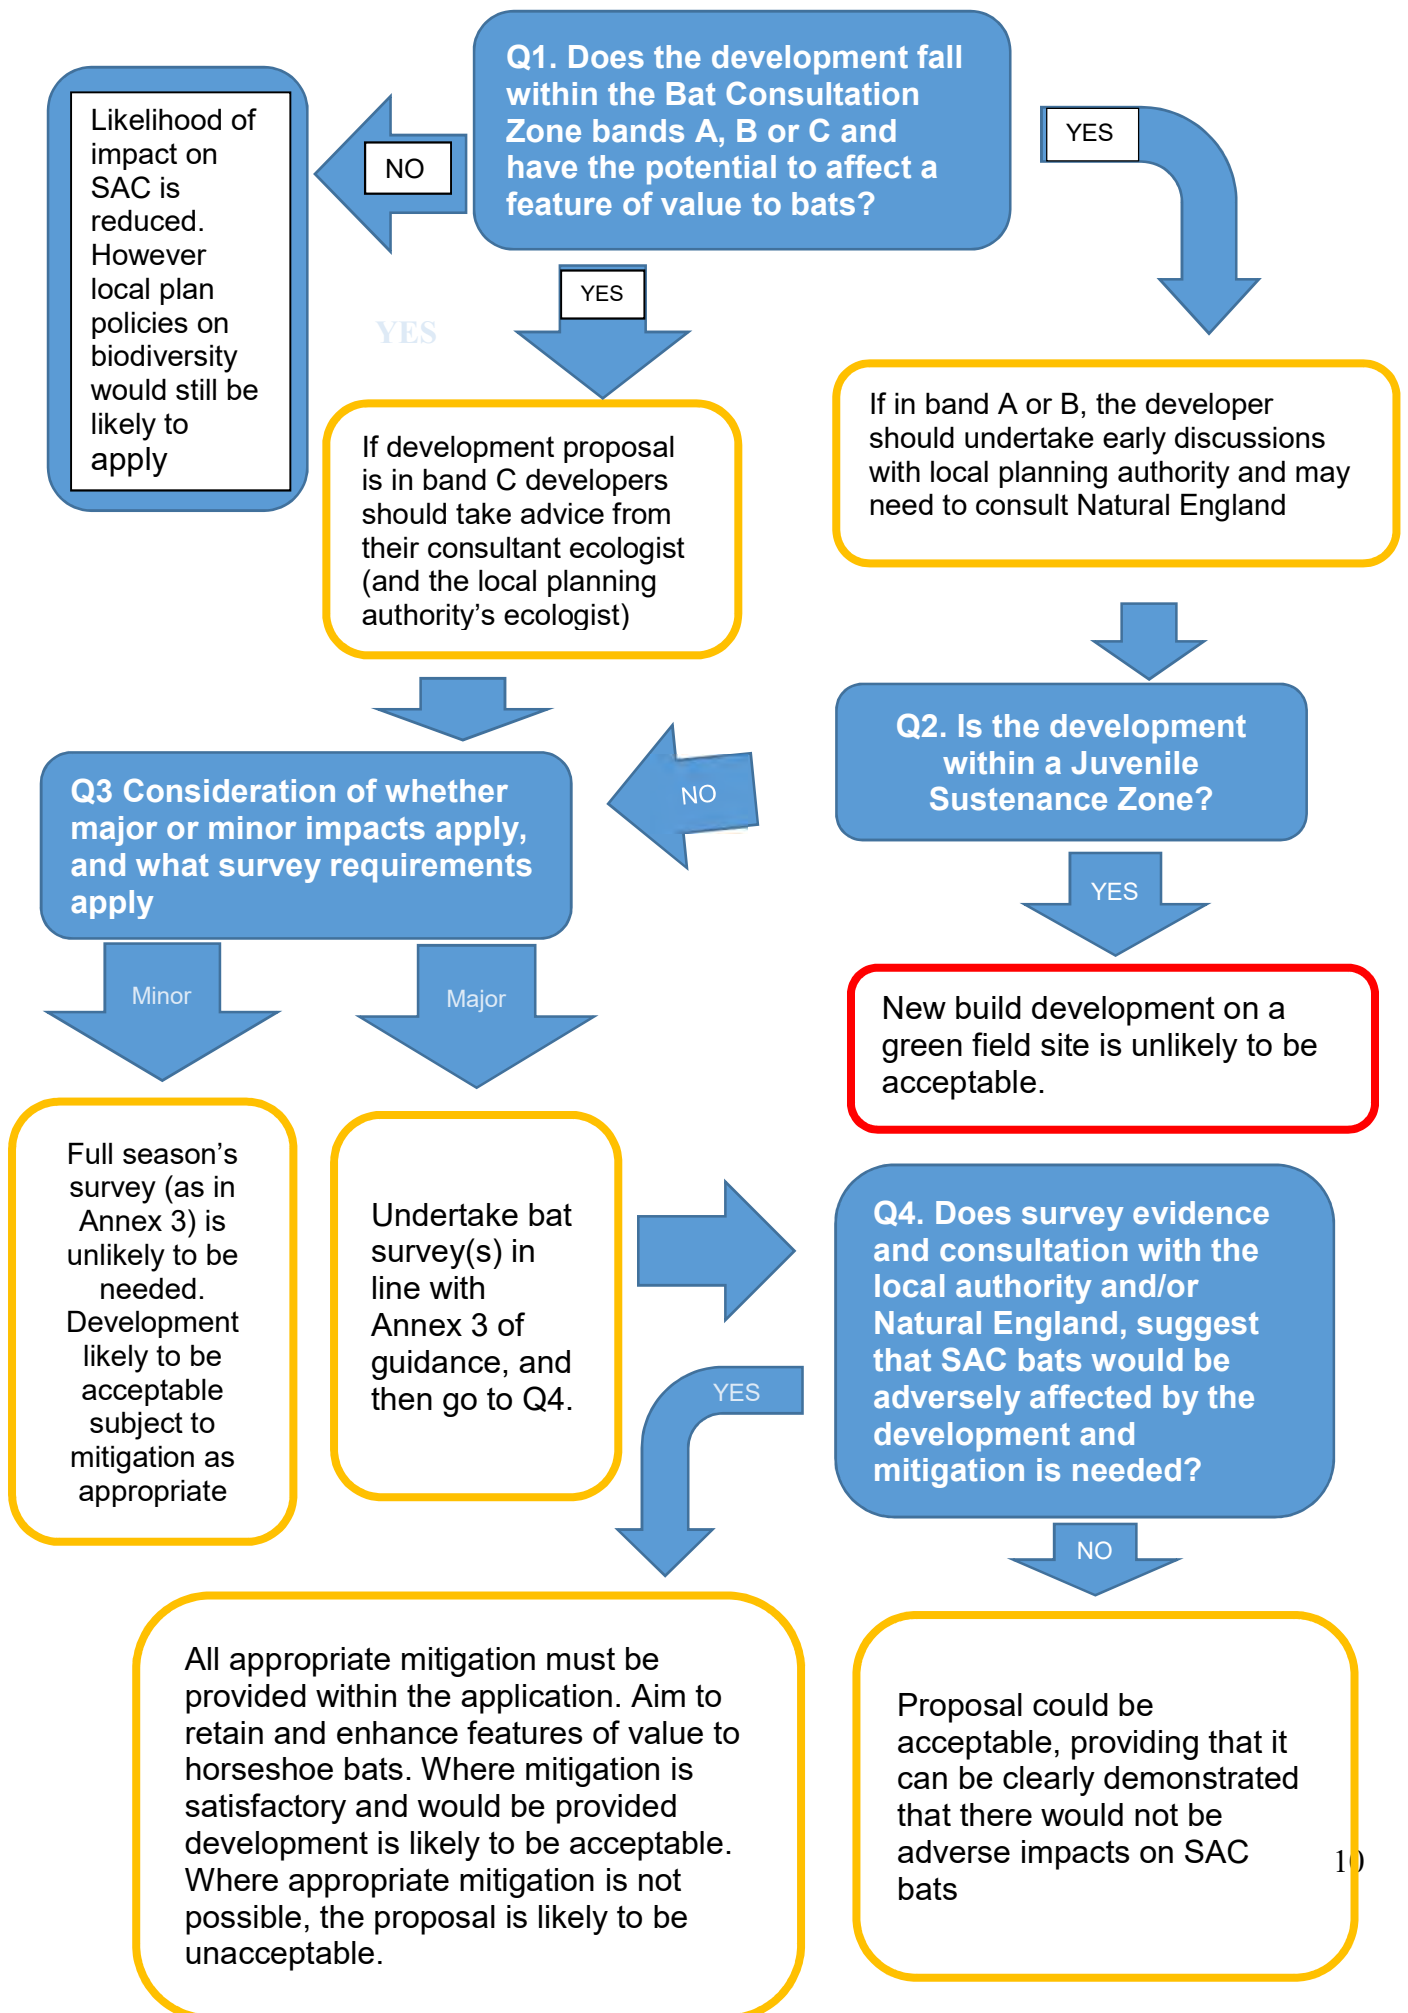 Q1. Does the development fall
within the Bat Consultation
Zone bands A, B or C and
have the potential to affect a
feature of value to bats?
NO
YES
Likelihood of
impact on
SAC is
reduced.
However
local plan
policies on
biodiversity
would still be
likely to
apply
YES
YES
If development proposal
is in band C developers
should take advice from
their consultant ecologist
(and the local planning
authority’s ecologist)
If in band A or B, the developer
should undertake early discussions
with local planning authority and may
need to consult Natural England
Q2. Is the development
within a Juvenile
Sustenance Zone?
NO
Q3 Consideration of whether
major or minor impacts apply,
and what survey requirements
apply
YES
Minor
Major
New build development on a
green field site is unlikely to be
acceptable.
Full season’s
survey (as in
Annex 3) is
unlikely to be
needed.
Development
likely to be
acceptable
subject to
mitigation as
appropriate
Undertake bat
survey(s) in
line with
Annex 3 of
guidance, and
then go to Q4.
Q4. Does survey evidence
and consultation with the
local authority and/or
Natural England, suggest
that SAC bats would be
adversely affected by the
development and
mitigation is needed?
YES
NO
All appropriate mitigation must be
provided within the application. Aim to
retain and enhance features of value to
horseshoe bats. Where mitigation is
satisfactory and would be provided
development is likely to be acceptable.
Where appropriate mitigation is not
possible, the proposal is likely to be
unacceptable.
Proposal could be
acceptable, providing that it
can be clearly demonstrated
that there would not be
adverse impacts on SAC
bats
10